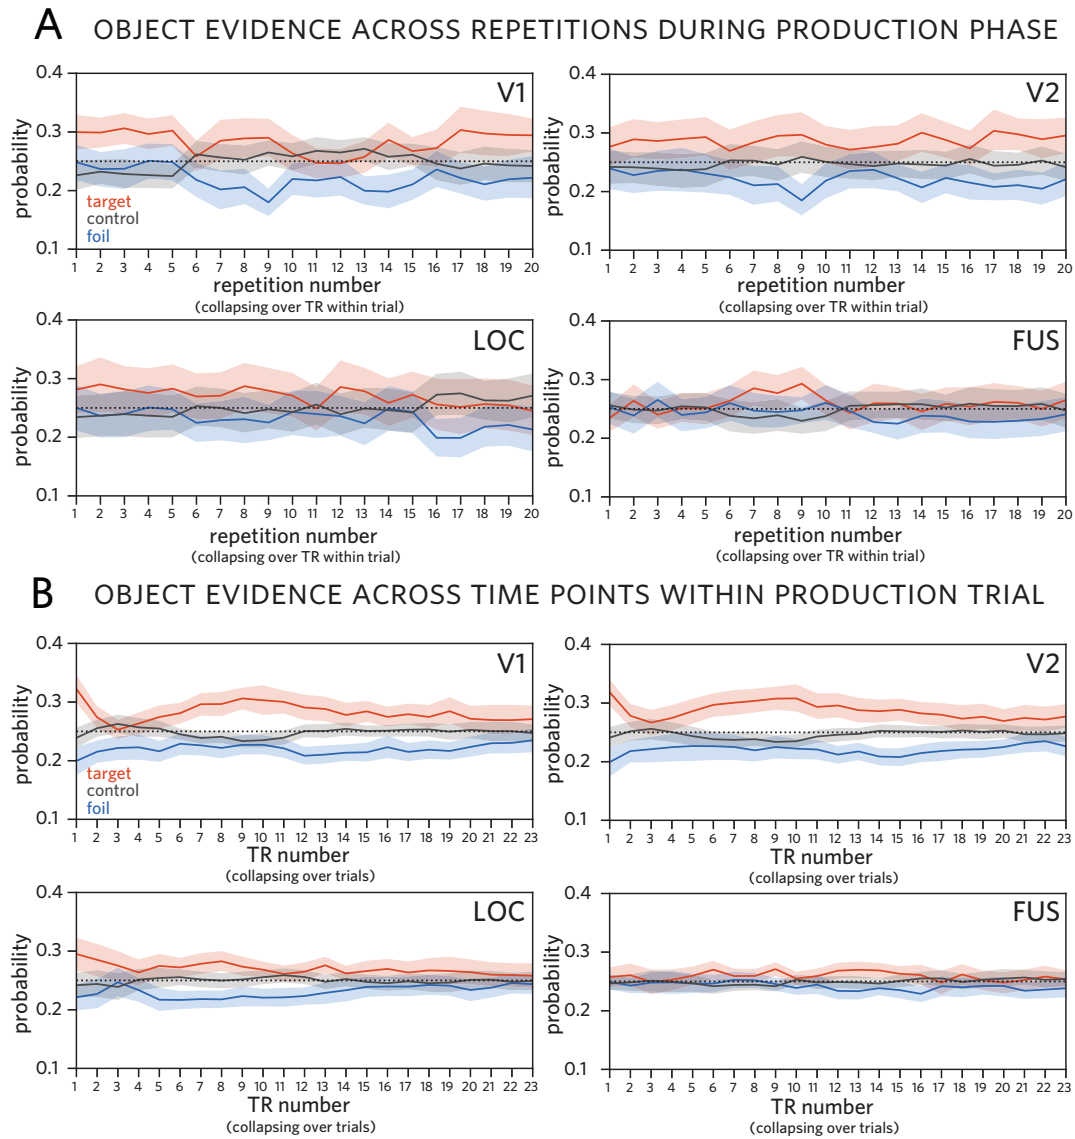 A OBJECT EVIDENCE ACROSS REPETITIONS DURING PRODUCTION PHASE
V1
0.4
0.3
0.2
0.1
probability
target
control
foil
1 2 3 4 5 6 7 8 9 10 11 12 13 14 15 16 17 18 19 20
repetition number
(collapsing over TR within trial)
V2
0.4
0.3
0.2
0.1
probability
1 2 3 4 5 6 7 8 9 10 11 12 13 14 15 16 17 18 19 20
repetition number
(collapsing over TR within trial)
LOC
0.4
0.3
0.2
0.1
probability
1 2 3 4 5 6 7 8 9 10 11 12 13 14 15 16 17 18 19 20
repetition number
(collapsing over TR within trial)
FUS
0.4
0.3
0.2
0.1
probability
1 2 3 4 5 6 7 8 9 10 11 12 13 14 15 16 17 18 19 20
repetition number
(collapsing over TR within trial)
B OBJECT EVIDENCE ACROSS TIME POINTS WITHIN PRODUCTION TRIAL
V1
0.4
0.3
0.2
0.1
probability
target
control
foil
1 2 3 4 5 6 7 8 9 10 11 12 13 14 15 16 17 18 19 20 21 22 23
TR number
(collapsing over trials)
V2
0.4
0.3
0.2
0.1
probability
1 2 3 4 5 6 7 8 9 10 11 12 13 14 15 16 17 18 19 20 21 22 23
TR number
(collapsing over trials)
LOC
0.4
0.3
0.2
0.1
probability
1 2 3 4 5 6 7 8 9 10 11 12 13 14 15 16 17 18 19 20 21 22 23
TR number
(collapsing over trials)
FUS
0.4
0.3
0.2
0.1
probability
1 2 3 4 5 6 7 8 9 10 11 12 13 14 15 16 17 18 19 20 21 22 23
TR number
(collapsing over trials)